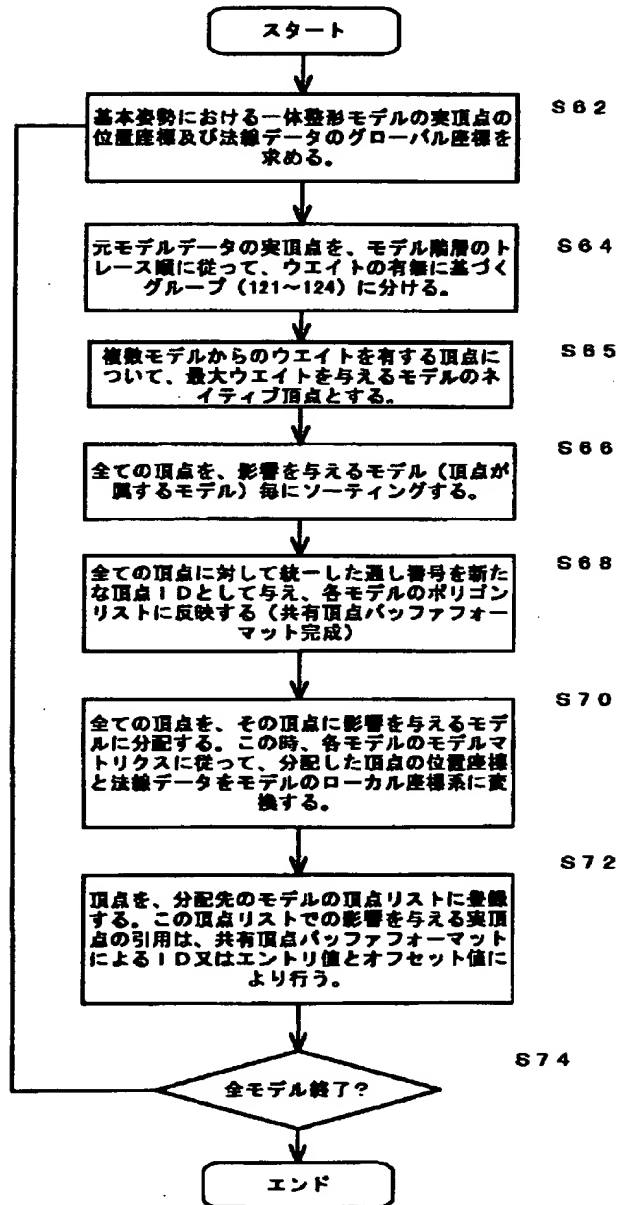 スタート
S62
基本姿勢における一体整形モデルの実頂点の
位置座標及び法線データのグローバル座標を
求める。
S64
元モデルデータの実頂点を、モデル階層のト
レース順に従って、ウエイトの有無に基づく
グループ（121～124）に分ける。
S65
複数モデルからのウエイトを有する頂点に
ついて、最大ウエイトを与えるモデルのネ
イティブ頂点とする。
S66
全ての頂点を、影響を与えるモデル（頂点が
属するモデル）毎にソーティングする。
S68
全ての頂点に対して統一した通し番号を新た
な頂点IDとして与え、各モデルのポリゴン
リストに反映する（共有頂点バッファフォー
マット完成）
S70
全ての頂点を、その頂点に影響を与えるモデ
ルに分配する。この時、各モデルのモデルマ
トリクスに従って、分配した頂点の位置座標
と法線データをモデルのローカル座標系に変
換する。
S72
頂点を、分配先のモデルの頂点リストに登録
する。この頂点リストでの影響を与える実頂
点の引用は、共有頂点バッファフォーマット
によるID又はエントリ値とオフセット値に
より行う。
S74
全モデル終了？
エンド